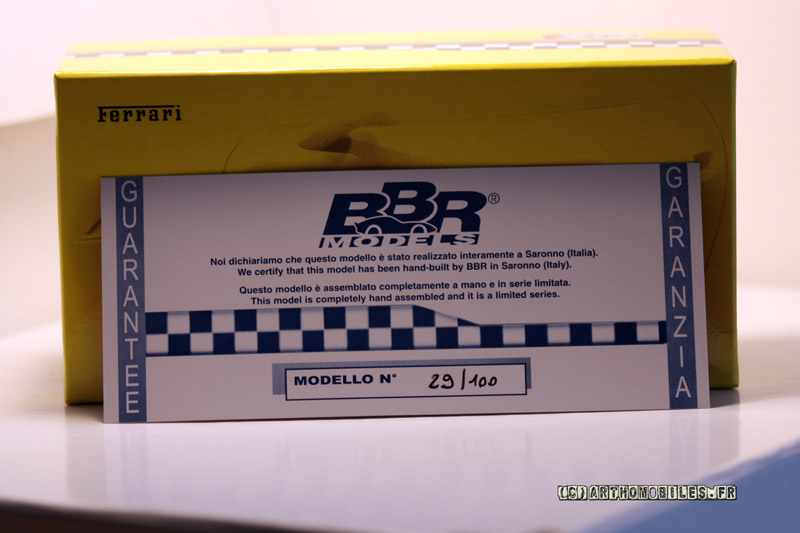 Ferrari
GUARANTEE
BBR®
MODELS
Noi dichiariamo che questo modello è stato realizzato interamente a Saronno (Italia).
We certify that this model has been hand-built by BBR in Saronno (Italy).
Questo modello è assemblato completamente a mano e in serie limitata.
This model is completely hand assembled and it is a limited series.
MODELLO N° 29/100
GARANZIA
(C)ARTHOMOBILES.FR